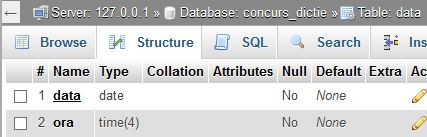 Server: 127.0.0.1 » Database: concurs_dictie » Table: data
Browse Structure SQL Search Ins
# Name Type Collation Attributes Null Default Extra Ac
1 data date No None
2 ora time(4) No None